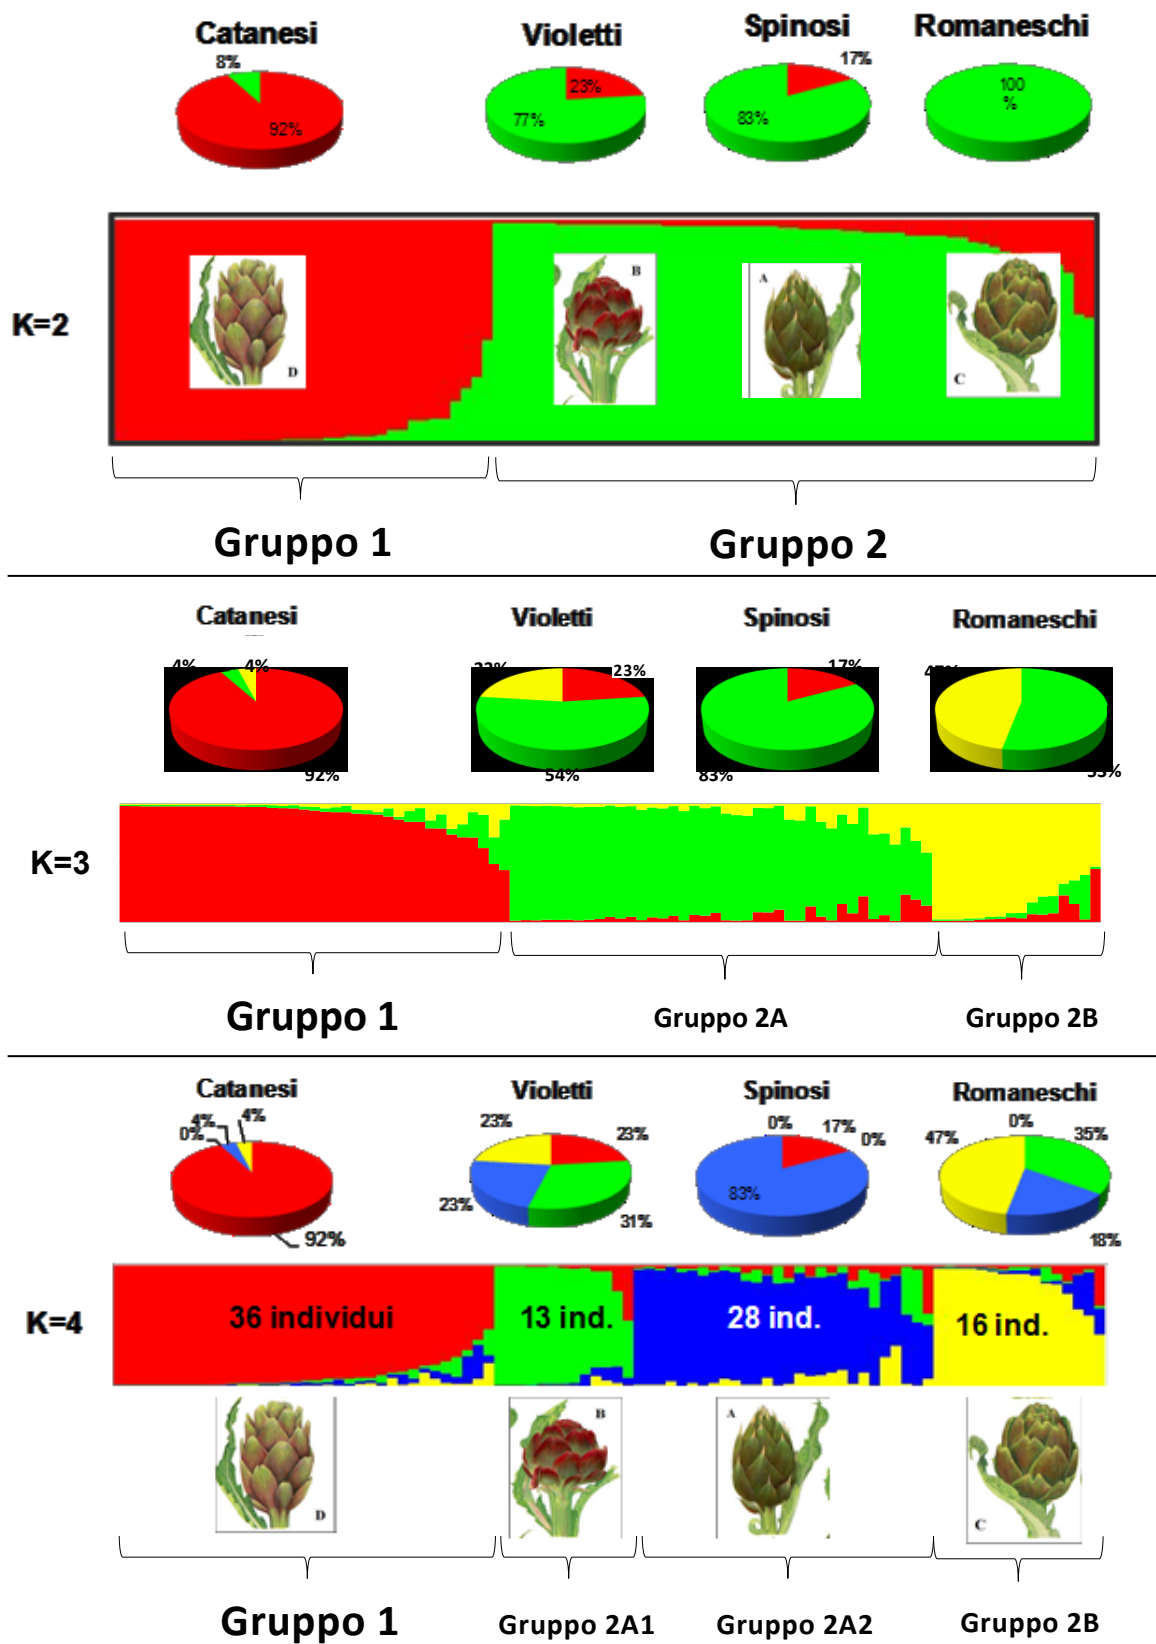 Catanesi Violetti Spinosi Romaneschi
8% 92% 23% 77% 17% 83% 100 %
K=2
D B A C
Gruppo 1 Gruppo 2
Catanesi Violetti Spinosi Romaneschi
4% 4% 23% 17%
92% 54% 83%
K=3
Gruppo 1 Gruppo 2A Gruppo 2B
Catanesi Violetti Spinosi Romaneschi
0% 4% 4% 92% 23% 23% 23% 31% 0% 17% 0% 83% 47% 0% 35% 18%
K=4
36 individui 13 ind. 28 ind. 16 ind.
D B A C
Gruppo 1 Gruppo 2A1 Gruppo 2A2 Gruppo 2B